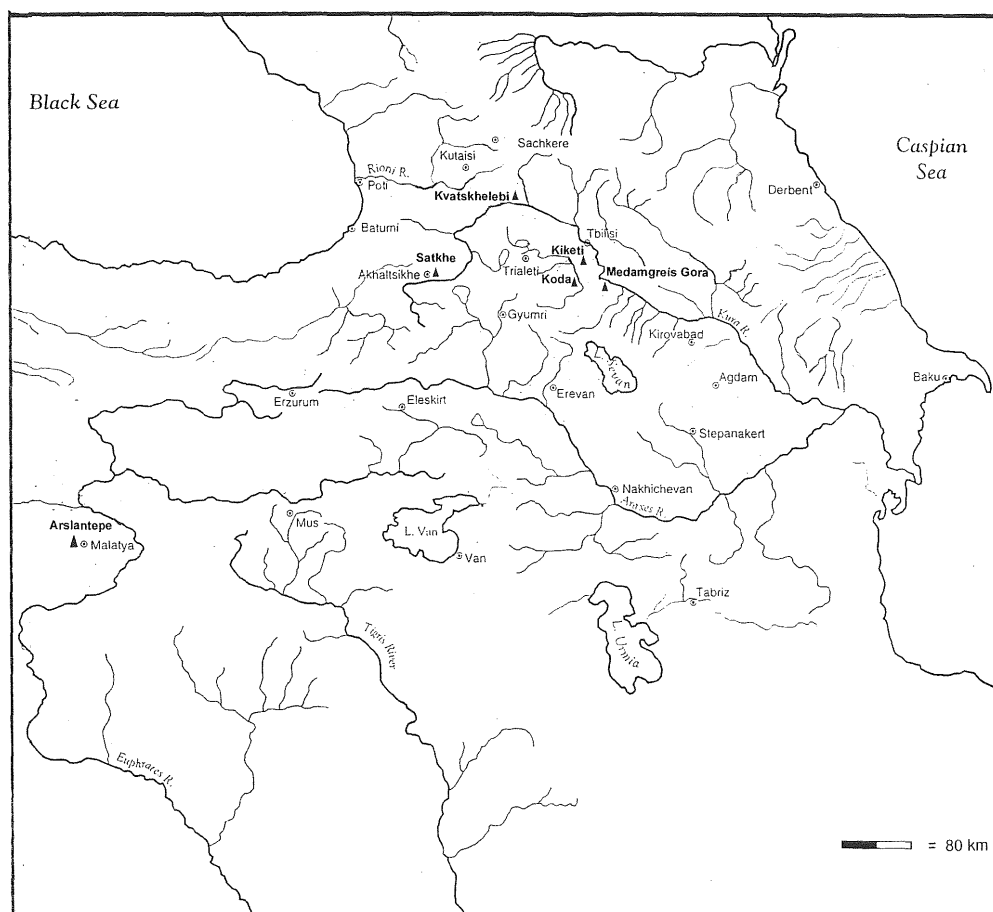 Black Sea
Caspian
Sea
Sachkere
Kutaisi
Rioni R.
Poti
Derbent
Kvatskhelebi
Batumi
Tbilisi
Satkhe
Kiketi
Akhaltsikhe
Trialeti
Medamgreis Gora
Koda
Gyumri
Kura R.
Kirovabad
L. Sevan
Agdam
Baku
Erevan
Erzurum
Eleskirt
Stepanakert
Nakhichevan
Araxes R.
Arslantepe
Malatya
Mus
L. Van
Van
Tabriz
Tigris River
L. Urmia
Euphrates R.
= 80 km